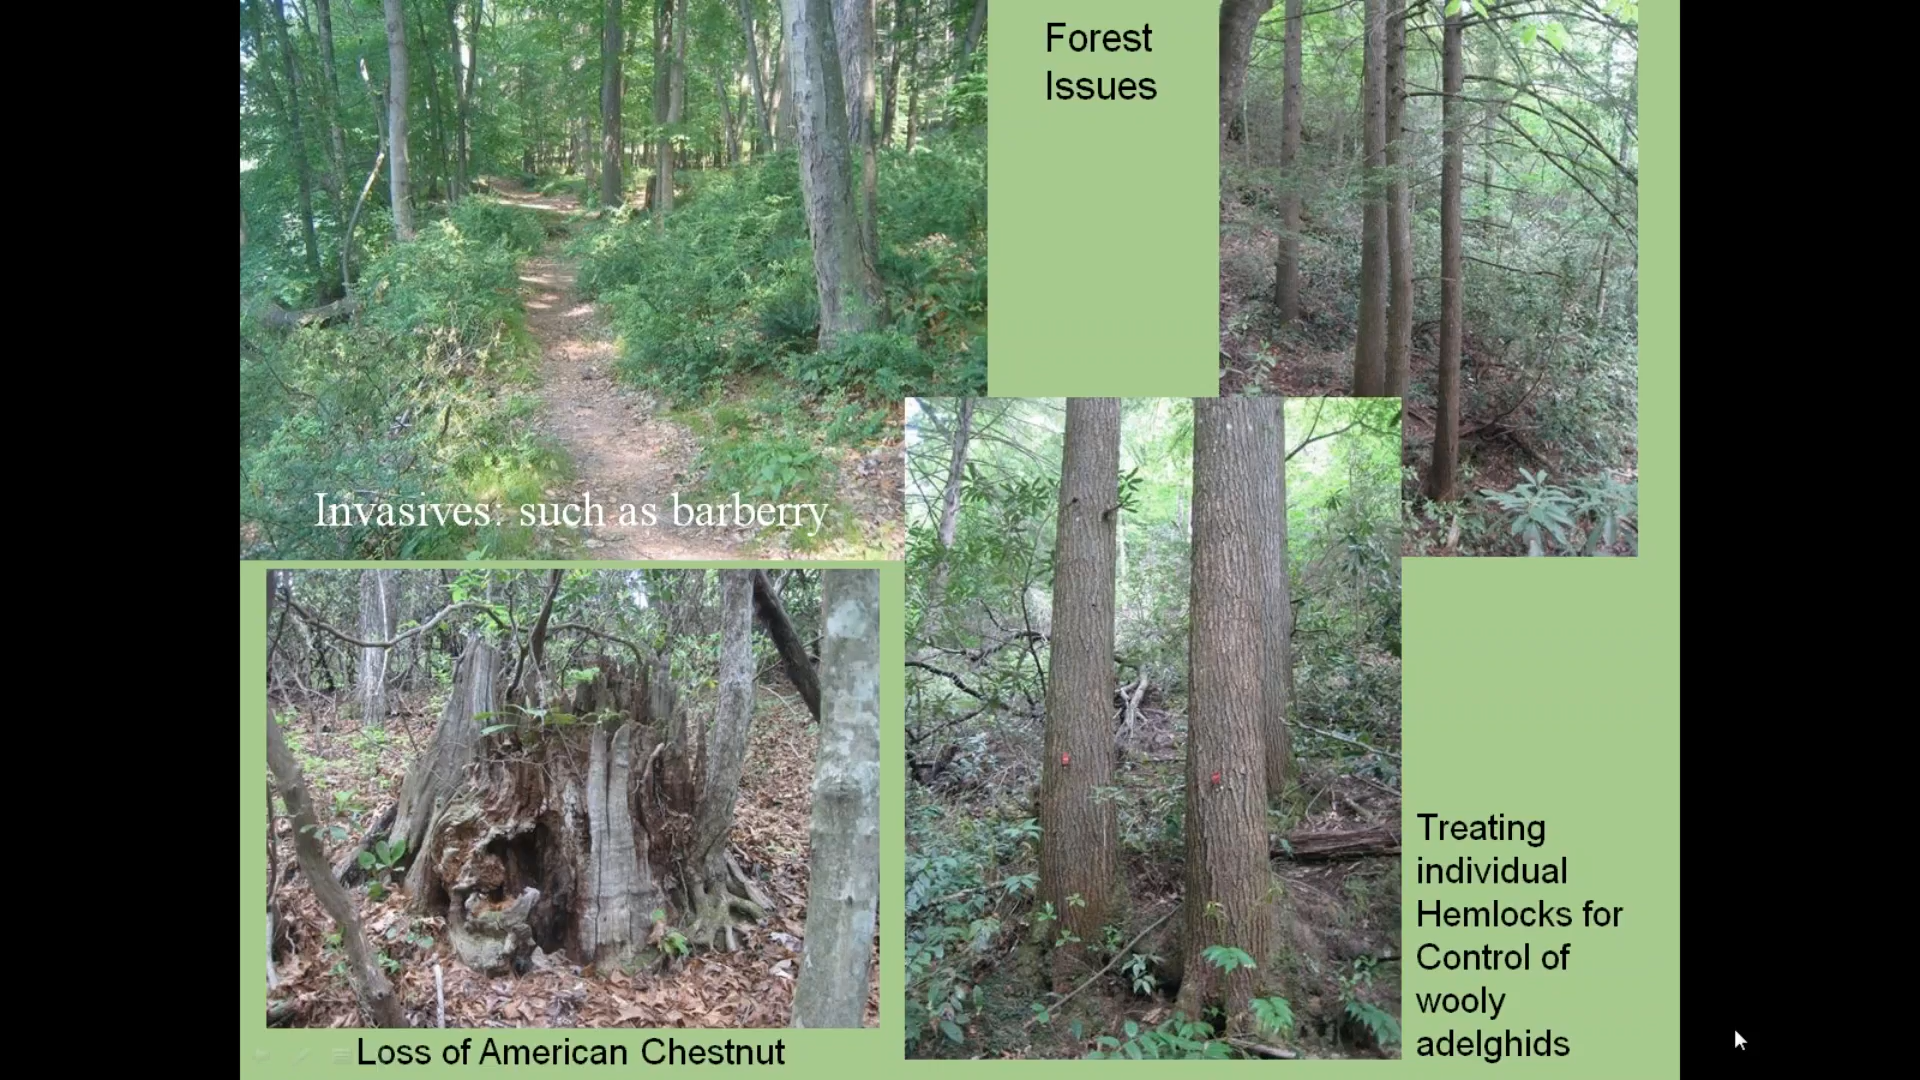 Forest
Issues
Invasives: such as barberry
Loss of American Chestnut
Treating
individual
Hemlocks for
Control of
wooly
adelghids